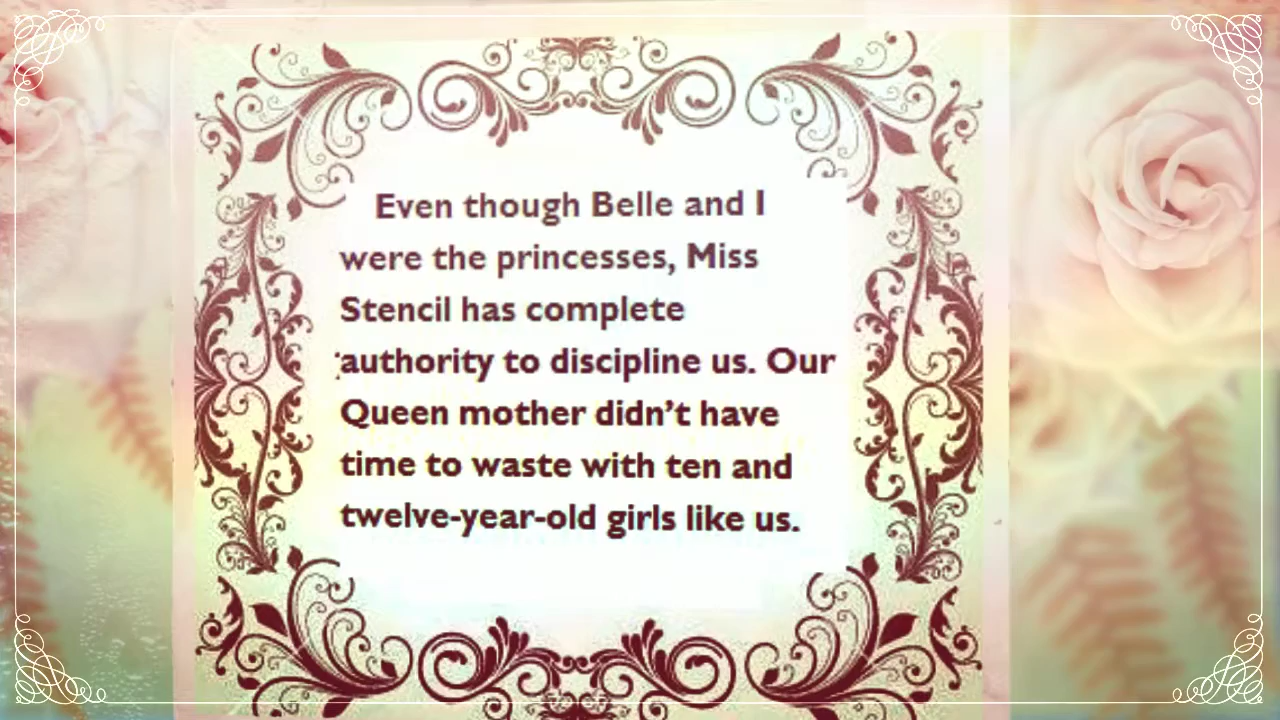 Even though Belle and I
were the princesses, Miss
Stencil has complete
authority to discipline us. Our
Queen mother didn't have
time to waste with ten and
twelve-year-old girls like us.